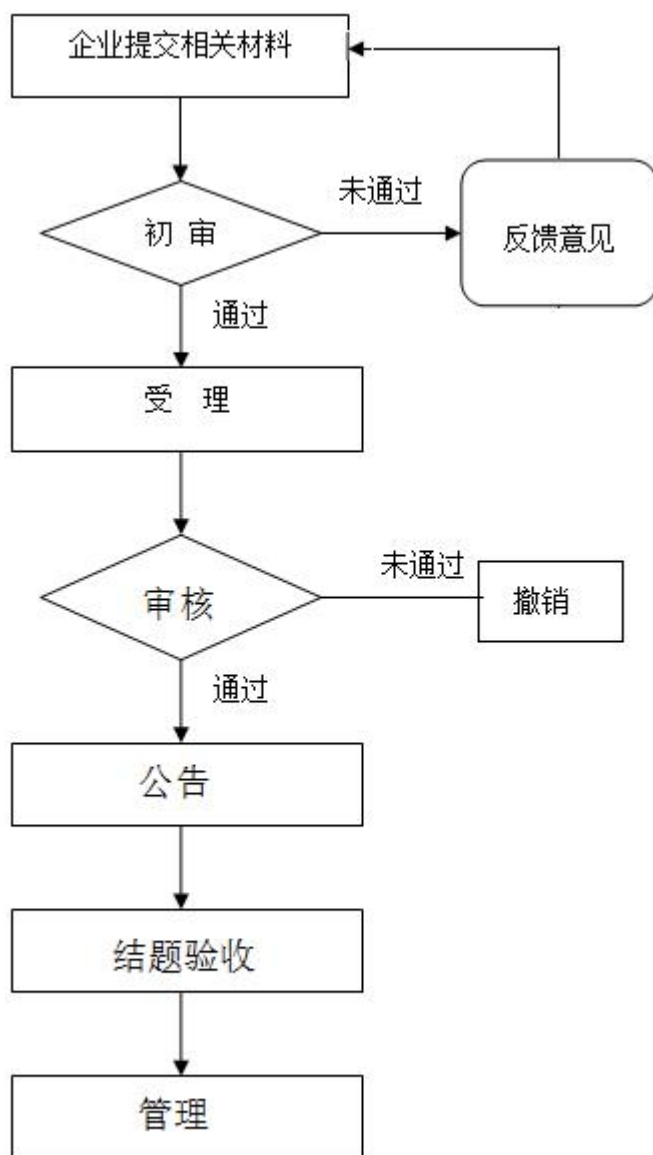 企业提交相关材料
未通过
初 审
反馈意见
通过
受 理
未通过
审核
撤销
通过
公告
结题验收
管理